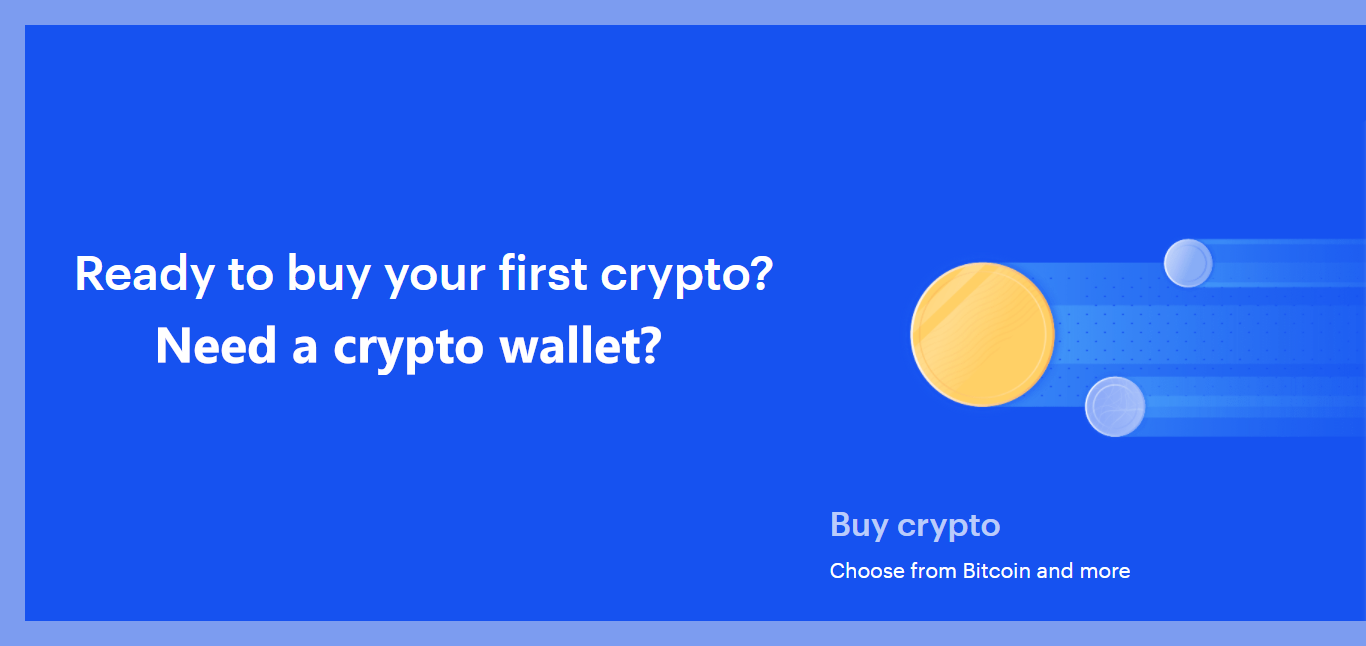 Ready to buy your first crypto?
Need a crypto wallet?
Buy crypto
Choose from Bitcoin and more